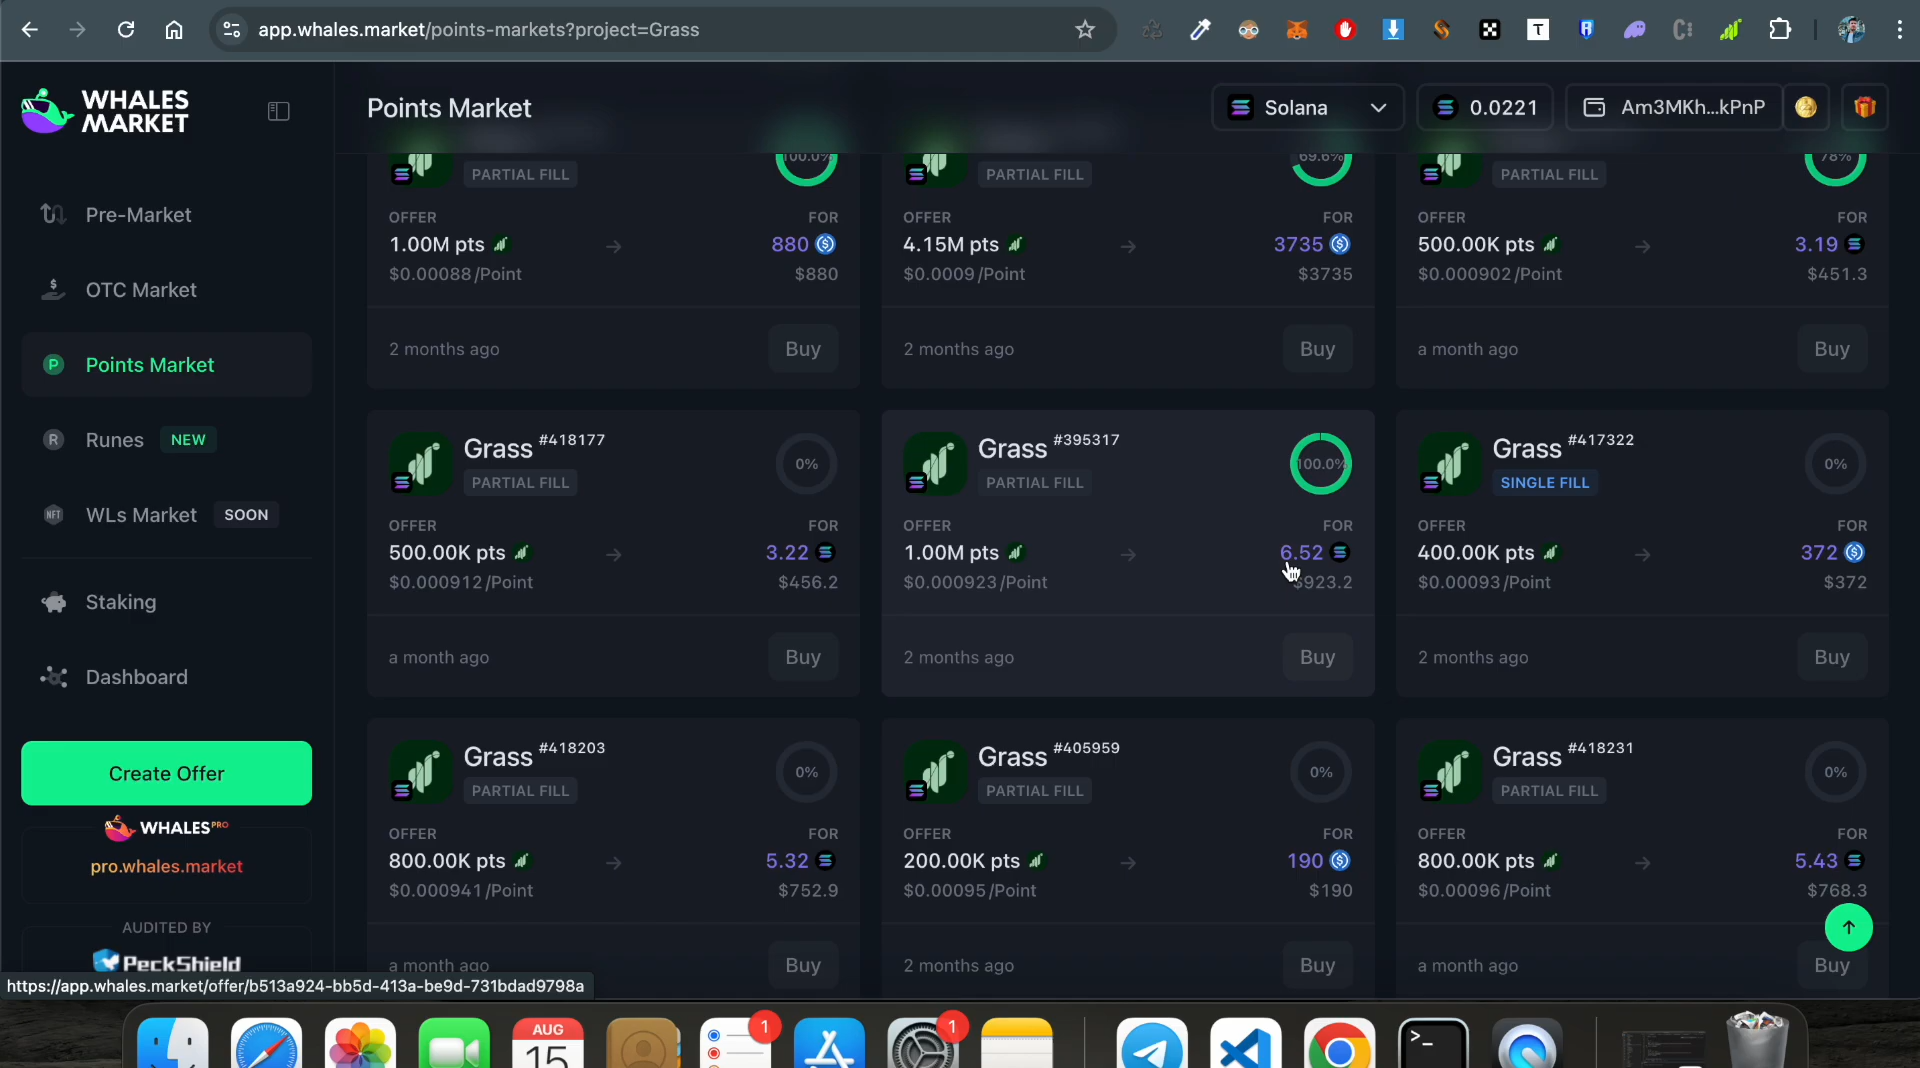 app.whales.market/points-markets?project=Grass
WHALES
MARKET
Points Market
Solana
0.0221
Am3MKh...kPnP
Pre-Market
OTC Market
Points Market
Runes NEW
WLs Market SOON
Staking
Dashboard
Create Offer
WHALES PRO
pro.whales.market
AUDITED BY
PeckShield
https://app.whales.market/offer/b513a924-bb5d-413a-be9d-731bdad9798a
PARTIAL FILL
100.0%
OFFER
FOR
1.00M pts
880
$0.00088/Point
$880
2 months ago
Buy
PARTIAL FILL
69.6%
OFFER
FOR
4.15M pts
3735
$0.0009/Point
$3735
2 months ago
Buy
PARTIAL FILL
78%
OFFER
FOR
500.00K pts
3.19
$0.000902/Point
$451.3
a month ago
Buy
Grass #418177
PARTIAL FILL
0%
OFFER
FOR
500.00K pts
3.22
$0.000912/Point
$456.2
a month ago
Buy
Grass #395317
PARTIAL FILL
100.0%
OFFER
FOR
1.00M pts
6.52
$0.000923/Point
$923.2
2 months ago
Buy
Grass #417322
SINGLE FILL
0%
OFFER
FOR
400.00K pts
372
$0.00093/Point
$372
2 months ago
Buy
Grass #418203
PARTIAL FILL
0%
OFFER
FOR
800.00K pts
5.32
$0.000941/Point
$752.9
a month ago
Buy
Grass #405959
PARTIAL FILL
0%
OFFER
FOR
200.00K pts
190
$0.00095/Point
$190
2 months ago
Buy
Grass #418231
PARTIAL FILL
0%
OFFER
FOR
800.00K pts
5.43
$0.00096/Point
$768.3
a month ago
Buy
AUG
15
1
1